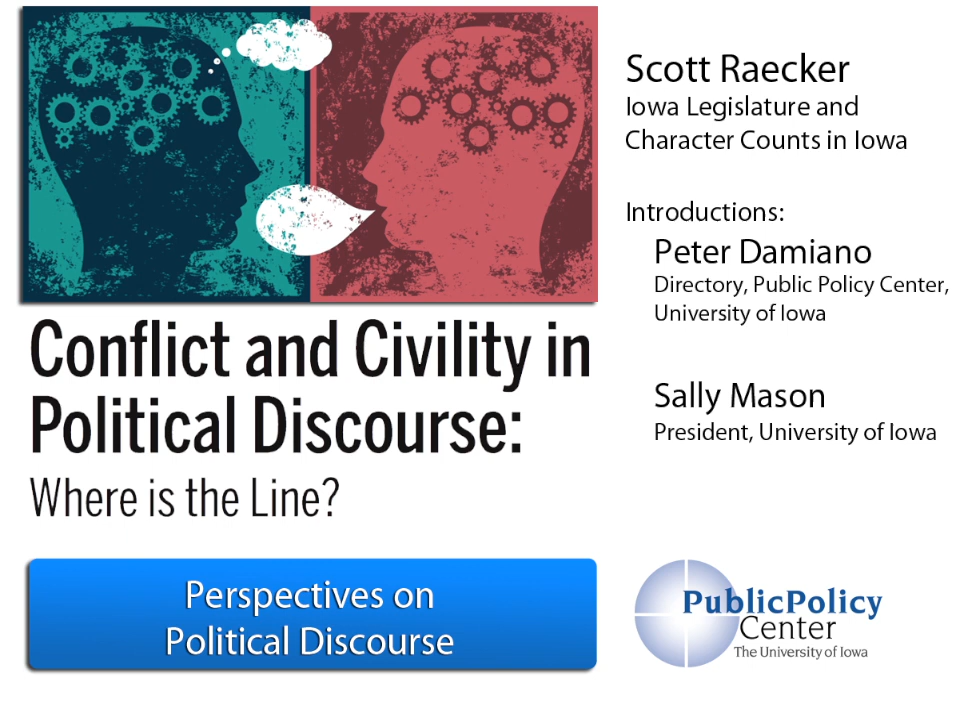 Conflict and Civility in
Political Discourse:
Where is the Line?
Perspectives on
Political Discourse
Scott Raecker
Iowa Legislature and
Character Counts in Iowa
Introductions:
Peter Damiano
Directory, Public Policy Center,
University of Iowa
Sally Mason
President, University of Iowa
PublicPolicy
Center
The University of Iowa